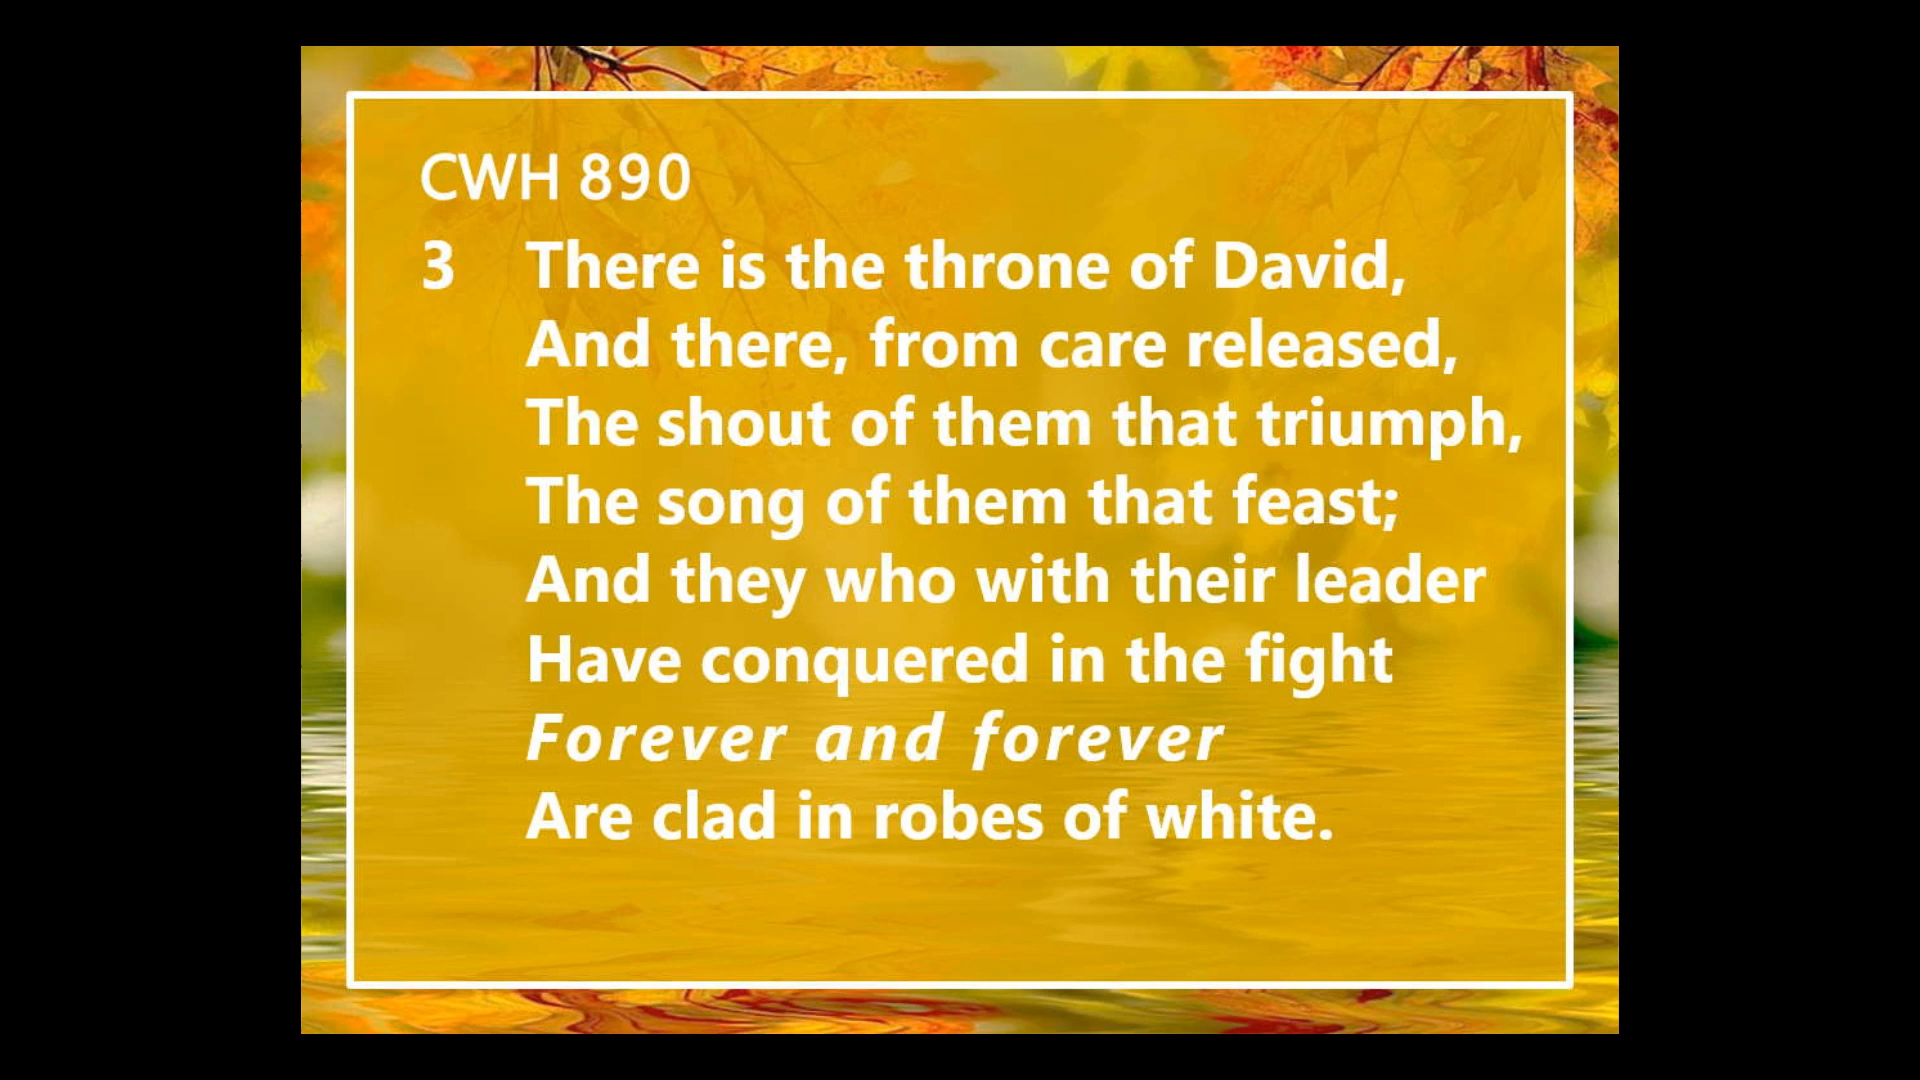 CWH 890
3 There is the throne of David,
And there, from care released,
The shout of them that triumph,
The song of them that feast;
And they who with their leader
Have conquered in the fight
Forever and forever
Are clad in robes of white.